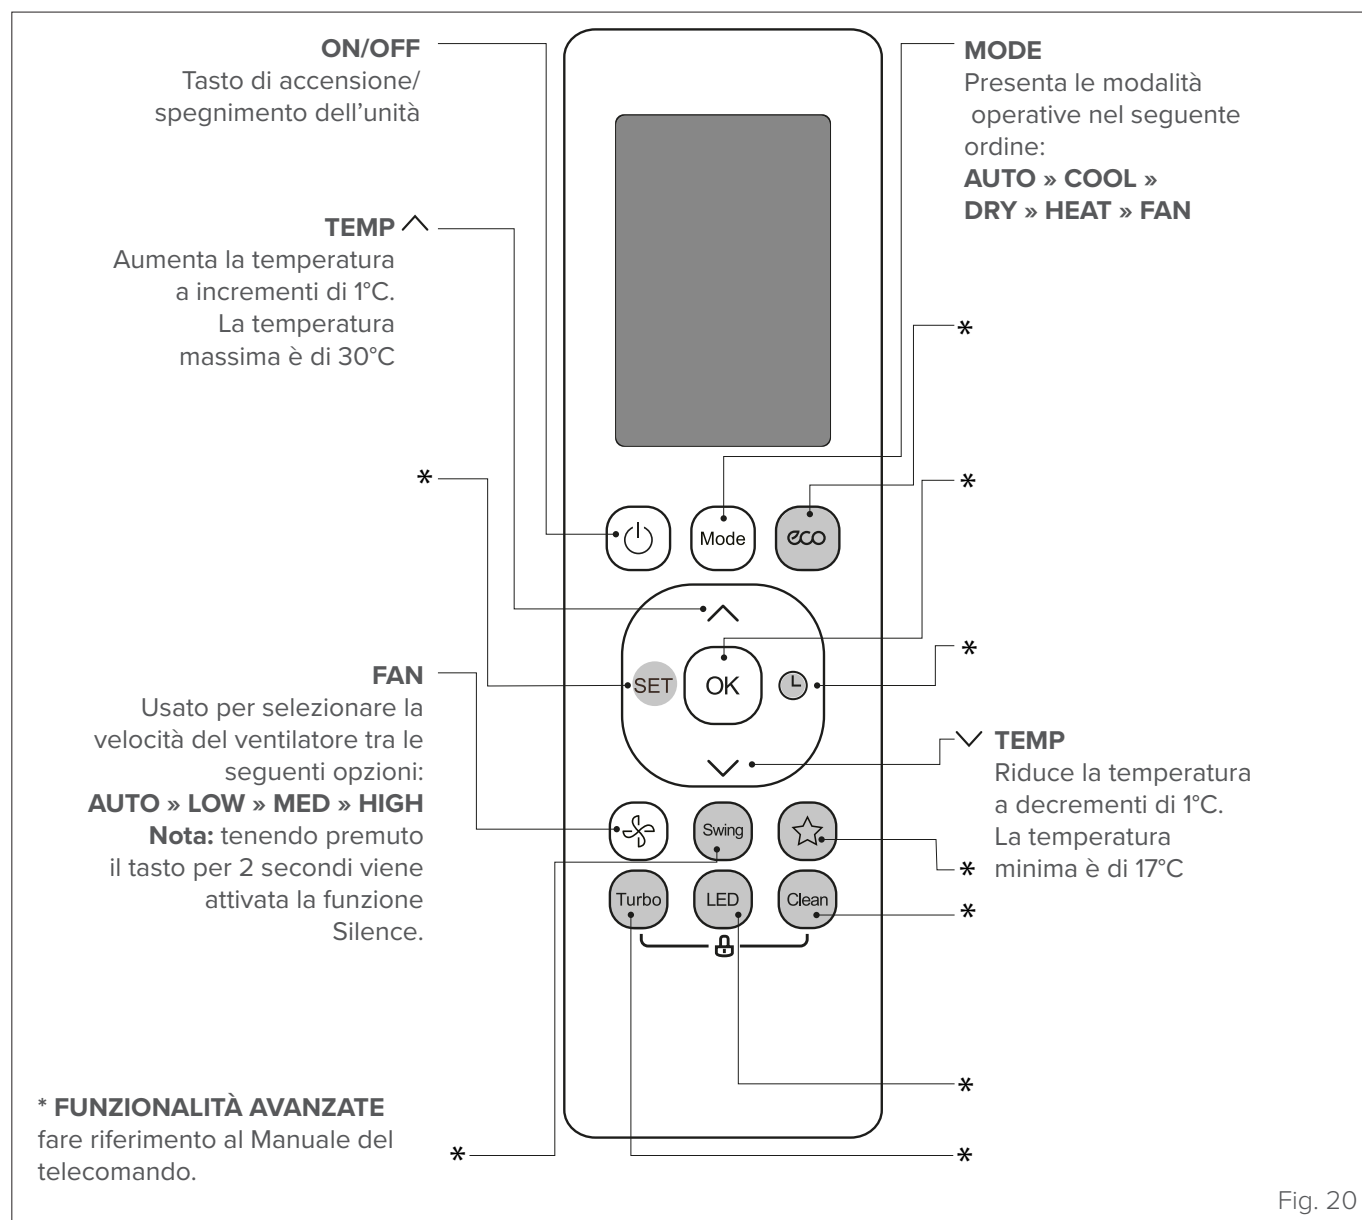 ON/OFF
Tasto di accensione/
spegnimento dell'unità
MODE
Presenta le modalità
operative nel seguente
ordine:
AUTO » COOL »
DRY » HEAT » FAN
TEMP
Aumenta la temperatura
a incrementi di 1°C.
La temperatura
massima è di 30°C
*
*
*
Mode
eco
SET
OK
*
FAN
Usato per selezionare la
velocità del ventilatore tra le
seguenti opzioni:
AUTO » LOW » MED » HIGH
Nota: tenendo premuto
il tasto per 2 secondi viene
attivata la funzione
Silence.
TEMP
Riduce la temperatura
a decrementi di 1°C.
La temperatura
minima è di 17°C
Swing
*
Turbo
LED
Clean
*
*
* FUNZIONALITÀ AVANZATE
fare riferimento al Manuale del
telecomando.
*
*
Fig. 20